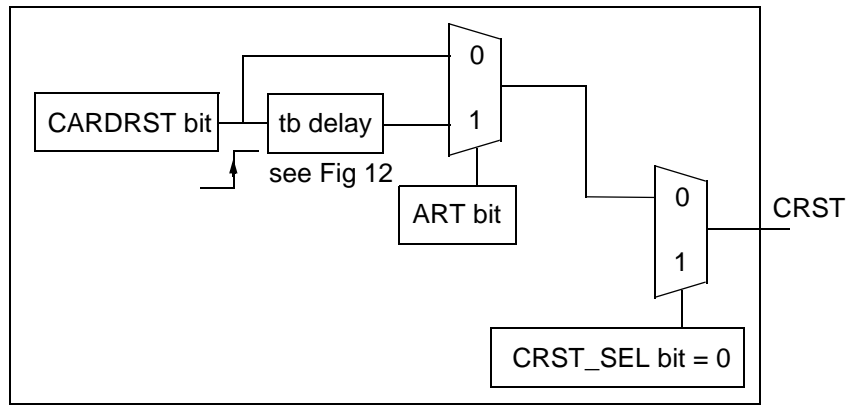 0
CARDRST bit
tb delay
1
see Fig 12
ART bit
0
CRST
1
CRST_SEL bit = 0